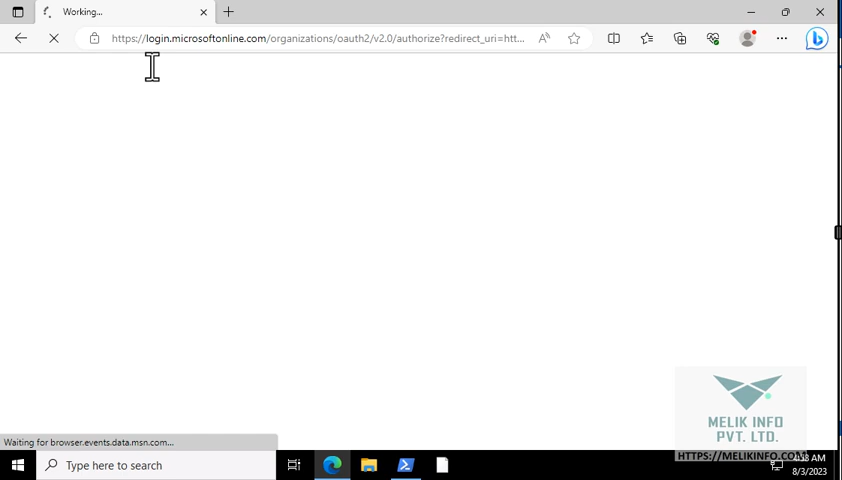 Working...
https://login.microsoftonline.com/organizations/oauth2/v2.0/authorize?redirect_uri=htt...
MELIK INFO
PVT. LTD.
Waiting for browser.events.data.msn.com...
HTTPS://MELIKINFO.COM
Type here to search
AM
8/3/2023